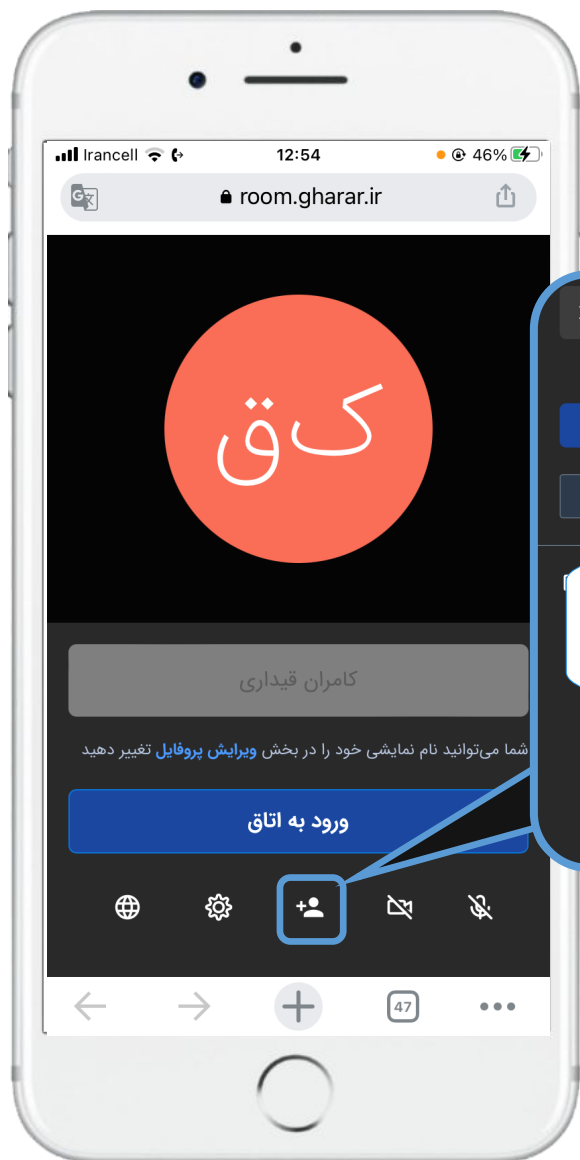 Irancell 12:54 46%
room.gharar.ir
ک‌ق
کامران قیداری
شما می‌توانید نام نمایشی خود را در بخش ویرایش پروفایل تغییر دهید
ورود به اتاق
47